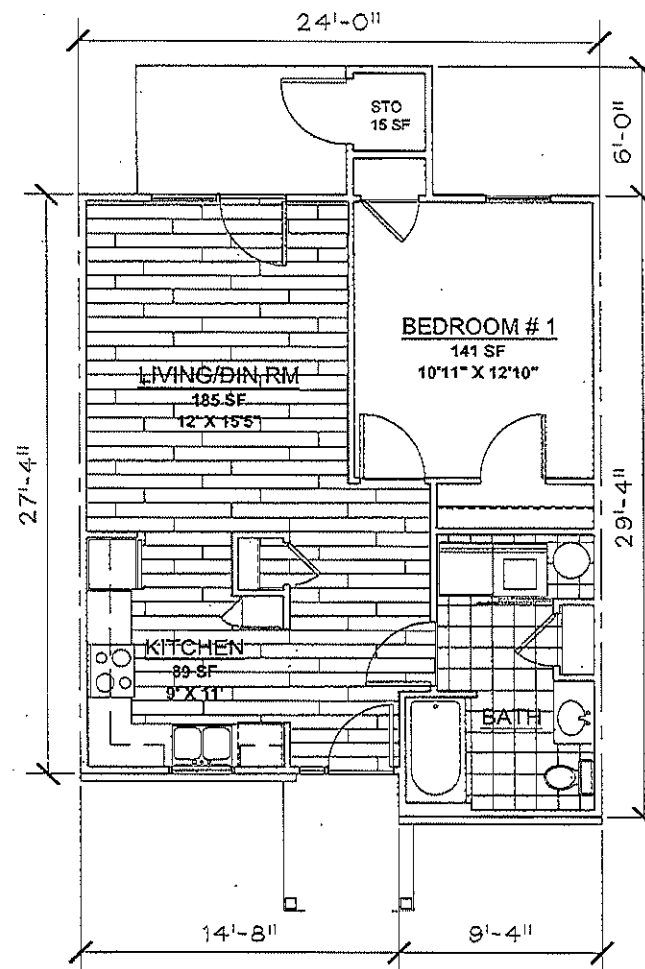 24'-0"
STO
15 SF
6'-0"
BEDROOM # 1
141 SF
10'11" X 12'10"
LIVING/DIN RM
185 SF
12' X 15'5"
27'-4"
29'-4"
KITCHEN
89 SF
9' X 11'
BATH
14'-8"
9'-4"